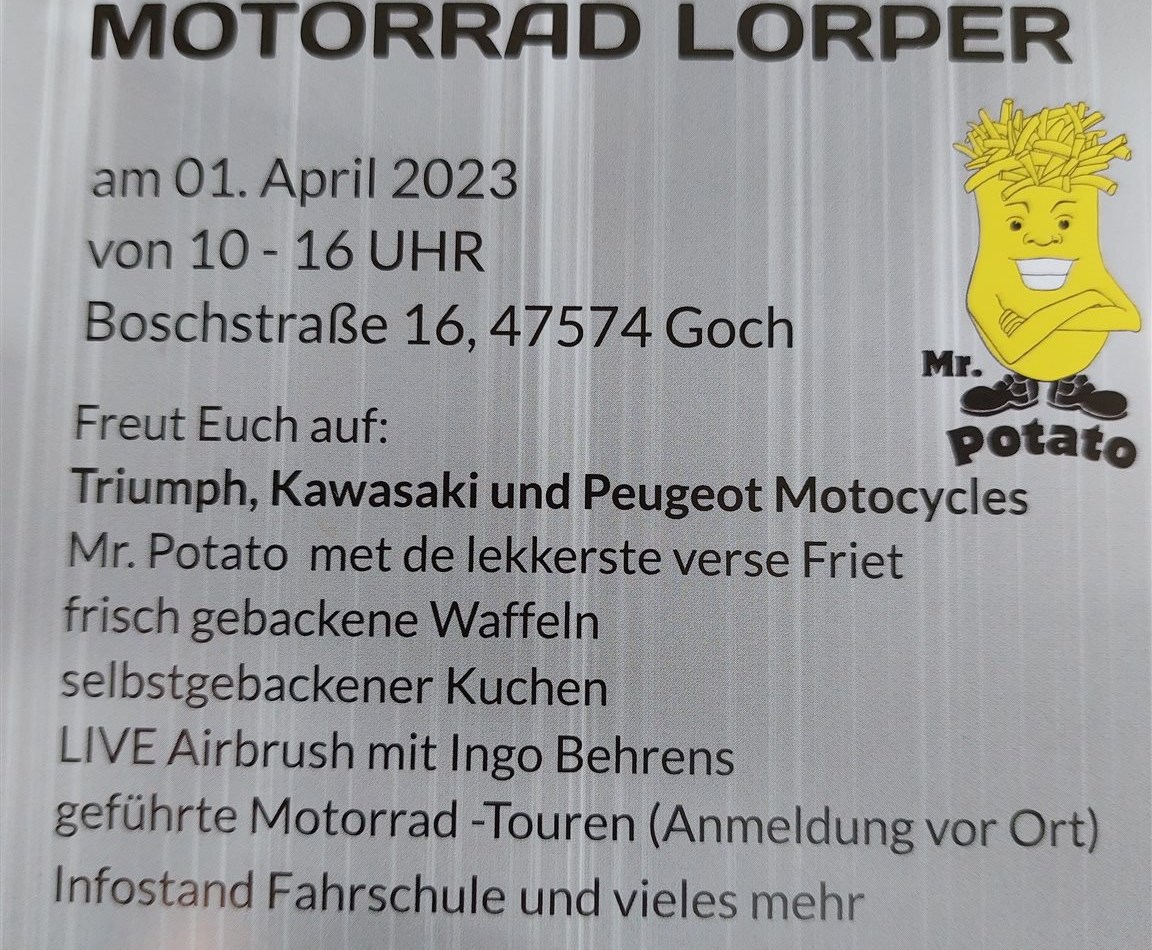 MOTORRAD LORPER
am 01. April 2023
von 10 - 16 UHR
Boschstraße 16, 47574 Goch
Mr.
potato
Freut Euch auf:
Triumph, Kawasaki und Peugeot Motocycles
Mr. Potato met de lekkerste verse Friet
frisch gebackene Waffeln
selbstgebackener Kuchen
LIVE Airbrush mit Ingo Behrens
geführte Motorrad -Touren (Anmeldung vor Ort)
Infostand Fahrschule und vieles mehr